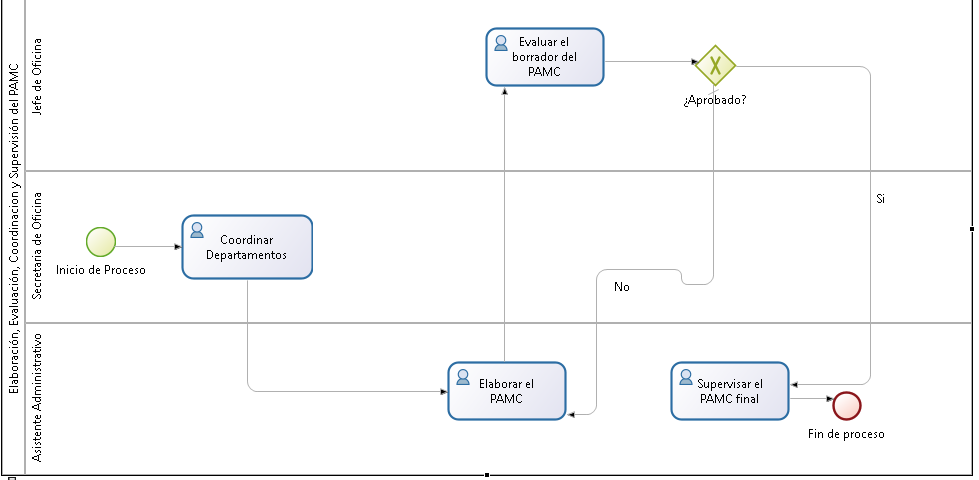 Elaboración, Evaluación, Coordinacion y Supervisión del PAMC
Jefe de Oficina
Evaluar el
borrador del
PAMC
¿Aprobado?
Secretaria de Oficina
Inicio de Proceso
Coordinar
Departamentos
Si
No
Asistente Administrativo
Elaborar el
PAMC
Supervisar el
PAMC final
Fin de proceso